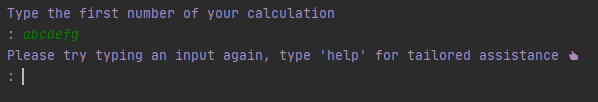 Type the first number of your calculation
: abcdefg
Please try typing an input again, type 'help' for tailored assistance 👆
: